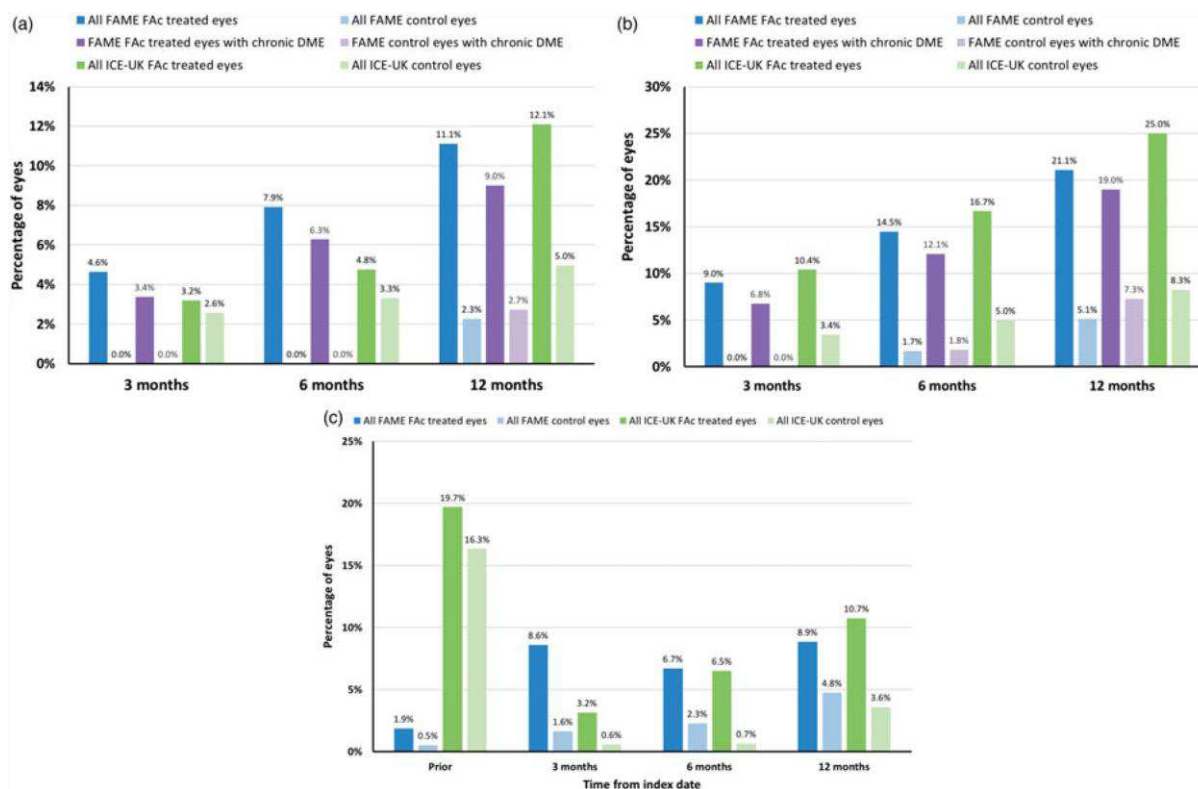 (a)
All FAME FAc treated eyes
All FAME control eyes
FAME FAc treated eyes with chronic DME
FAME control eyes with chronic DME
All ICE-UK FAc treated eyes
All ICE-UK control eyes
Percentage of eyes
14%
12%
10%
8%
6%
4%
2%
0%
4.6%
0.0%
3.4%
0.0%
3.2%
2.6%
7.9%
0.0%
6.3%
0.0%
4.8%
3.3%
11.1%
2.3%
9.0%
2.7%
12.1%
5.0%
3 months
6 months
12 months
(b)
All FAME FAc treated eyes
All FAME control eyes
FAME FAc treated eyes with chronic DME
FAME control eyes with chronic DME
All ICE-UK FAc treated eyes
All ICE-UK control eyes
Percentage of eyes
30%
25%
20%
15%
10%
5%
0%
9.0%
0.0%
6.8%
0.0%
10.4%
3.4%
14.5%
1.7%
12.1%
1.8%
16.7%
5.0%
21.1%
5.1%
19.0%
7.3%
25.0%
8.3%
3 months
6 months
12 months
(c)
All FAME FAc treated eyes
All FAME control eyes
All ICE-UK FAc treated eyes
All ICE-UK control eyes
Percentage of eyes
25%
20%
15%
10%
5%
0%
1.9%
0.5%
19.7%
16.3%
8.6%
1.6%
3.2%
0.6%
6.7%
2.3%
6.5%
0.7%
8.9%
4.8%
10.7%
3.6%
Prior
3 months
6 months
12 months
Time from index date